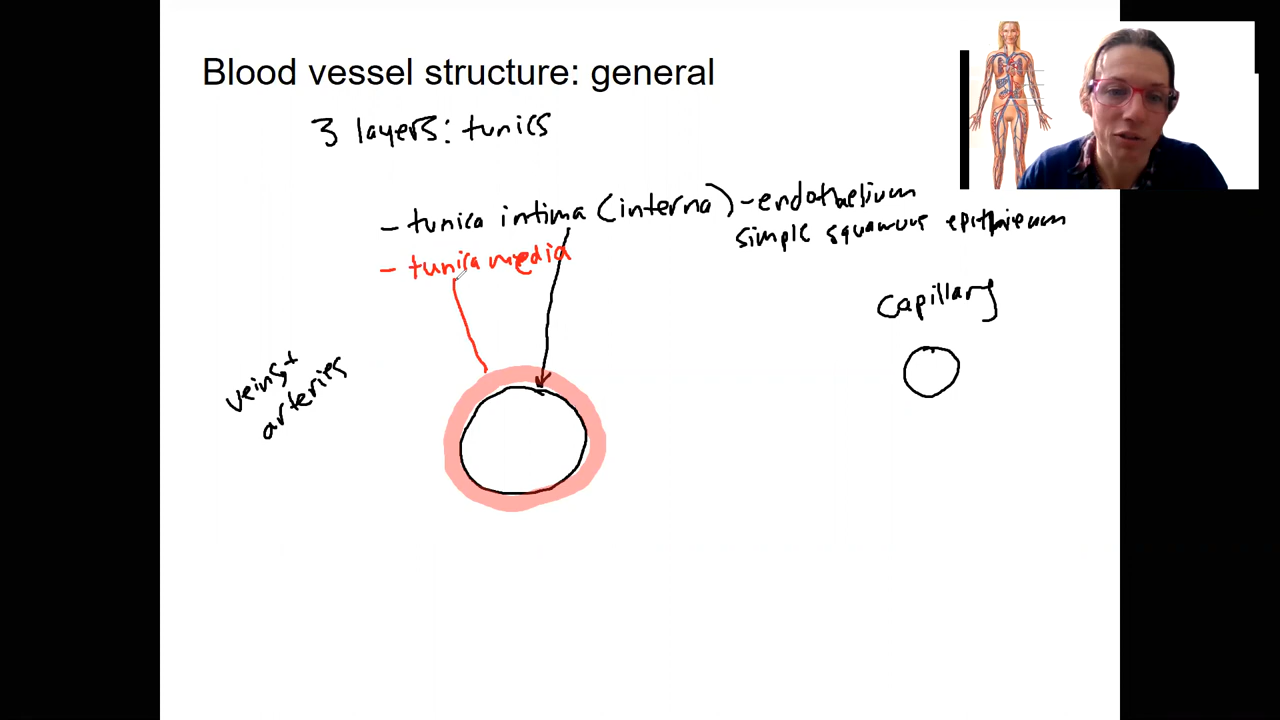 Blood vessel structure: general
3 layers: tunics
- tunica intima (interna) - endothelium
simple squamous epithelium
- tunica media
capillary
veins +
arteries